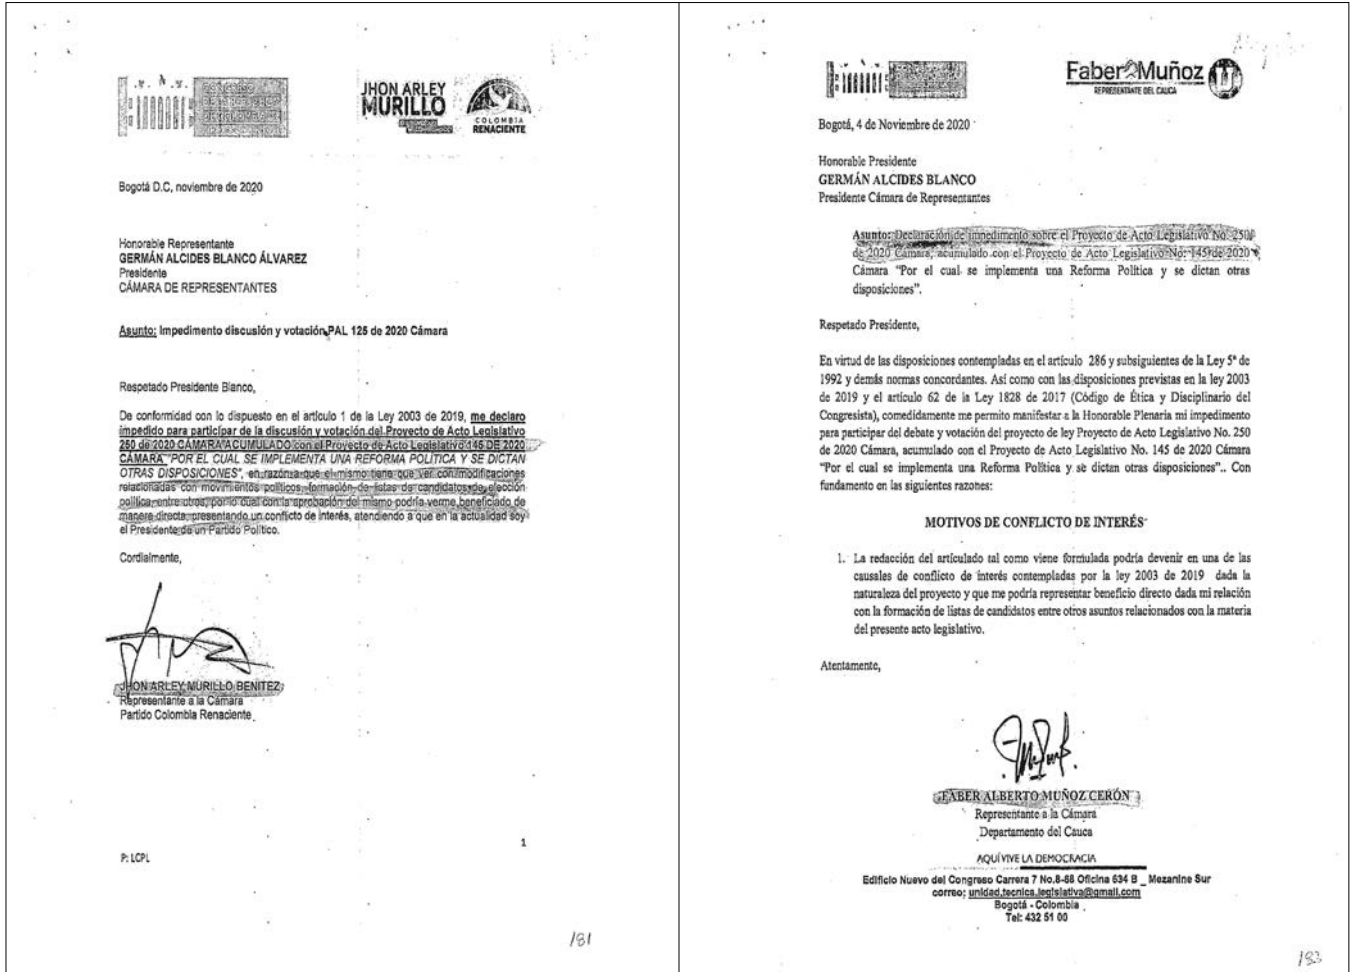 JHON ARLEY
MURILLO
COLOMBIA
RENACIENTE
Bogotá D.C, noviembre de 2020
Honorable Representante
GERMÁN ALCIDES BLANCO ÁLVAREZ
Presidente
CÁMARA DE REPRESENTANTES
Asunto: Impedimento discusión y votación PAL 125 de 2020 Cámara
Respetado Presidente Blanco,
De conformidad con lo dispuesto en el artículo 1 de la Ley 2003 de 2019, me declaro
impedido para participar de la discusión y votación del Proyecto de Acto Legislativo
250 de 2020 CÁMARA ACUMULADO con el Proyecto de Acto Legislativo 145 DE 2020
CÁMARA "POR EL CUAL SE IMPLEMENTA UNA REFORMA POLÍTICA Y SE DICTAN
OTRAS DISPOSICIONES", en razón a que el mismo tiene que ver con modificaciones
relacionadas con movimientos políticos, formación de listas de candidatos de elección
política, entre otros, por lo cual con la aprobación del mismo podría verme beneficiado de
manera directa, presentando un conflicto de interés, atendiendo a que en la actualidad soy
el Presidente de un Partido Político.
Cordialmente,
JHON ARLEY MURILLO BENITEZ
Representante a la Cámara
Partido Colombia Renaciente
1
P: LCPL
181
Faber Muñoz
REPRESENTANTE DEL CAUCA
Bogotá, 4 de Noviembre de 2020
Honorable Presidente
GERMÁN ALCIDES BLANCO
Presidente Cámara de Representantes
Asunto: Declaración de impedimento sobre el Proyecto de Acto Legislativo No. 250
de 2020 Cámara, acumulado con el Proyecto de Acto Legislativo No. 145 de 2020
Cámara "Por el cual se implementa una Reforma Política y se dictan otras
disposiciones".
Respetado Presidente,
En virtud de las disposiciones contempladas en el artículo 286 y subsiguientes de la Ley 5ª de
1992 y demás normas concordantes. Así como con las disposiciones previstas en la ley 2003
de 2019 y el artículo 62 de la Ley 1828 de 2017 (Código de Ética y Disciplinario del
Congresista), comedidamente me permito manifestar a la Honorable Plenaria mi impedimento
para participar del debate y votación del proyecto de ley Proyecto de Acto Legislativo No. 250
de 2020 Cámara, acumulado con el Proyecto de Acto Legislativo No. 145 de 2020 Cámara
"Por el cual se implementa una Reforma Política y se dictan otras disposiciones".. Con
fundamento en las siguientes razones:
MOTIVOS DE CONFLICTO DE INTERÉS
1. La redacción del articulado tal como viene formulada podría devenir en una de las
causales de conflicto de interés contempladas por la ley 2003 de 2019 dada la
naturaleza del proyecto y que me podría representar beneficio directo dada mi relación
con la formación de listas de candidatos entre otros asuntos relacionados con la materia
del presente acto legislativo.
Atentamente,
FABER ALBERTO MUÑOZ CERÓN
Representante a la Cámara
Departamento del Cauca
AQUÍ VIVE LA DEMOCRACIA
Edificio Nuevo del Congreso Carrera 7 No.8-68 Oficina 634 B _ Mezanine Sur
correo: unidad.tecnica.legislativa@gmail.com
Bogotá - Colombia
Tel: 432 51 00
183